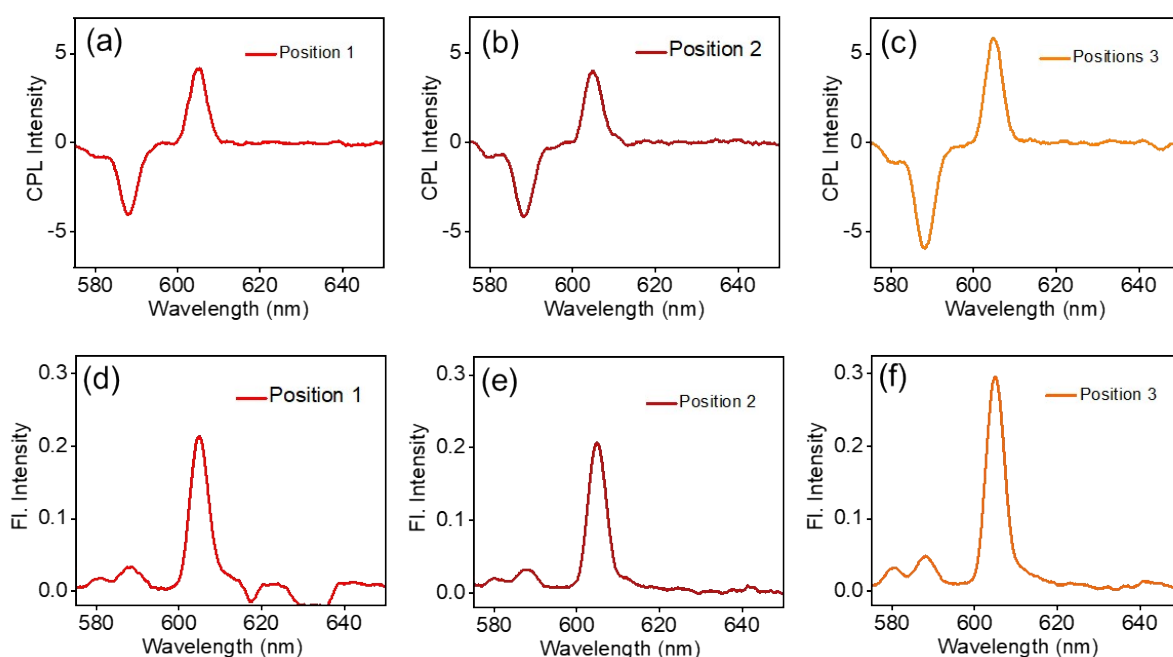 (a)
Position 1
CPL Intensity
5
0
-5
580 600 620 640
Wavelength (nm)
(b)
Position 2
CPL Intensity
5
0
-5
580 600 620 640
Wavelength (nm)
(c)
Positions 3
CPL Intensity
5
0
-5
580 600 620 640
Wavelength (nm)
(d)
Position 1
Fl. Intensity
0.3
0.2
0.1
0.0
580 600 620 640
Wavelength (nm)
(e)
Position 2
Fl. Intensity
0.3
0.2
0.1
0.0
580 600 620 640
Wavelength (nm)
(f)
Position 3
Fl. Intensity
0.3
0.2
0.1
0.0
580 600 620 640
Wavelength (nm)